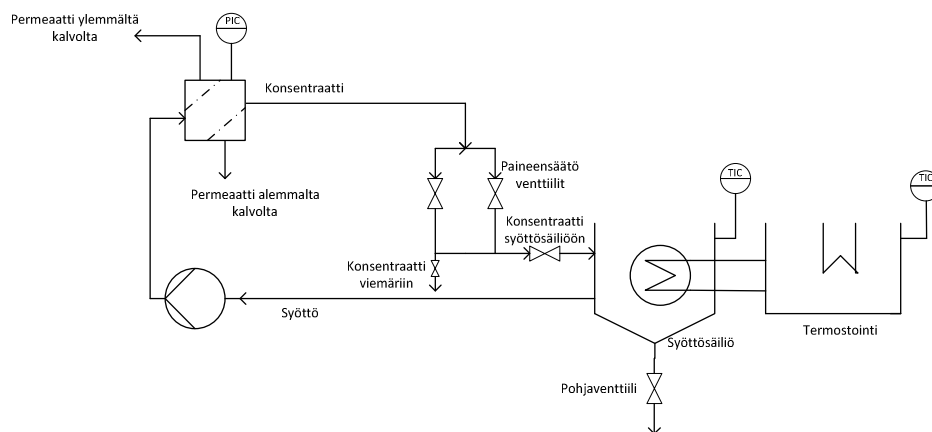 Permeaatti ylemmältä
kalvolta
PIC
Konsentraatti
Permeaatti alemmalta
kalvolta
Paineensäätö
venttiilit
Konsentraatti
syöttösäiliöön
Konsentraatti
viemäriin
Syöttö
TIC
TIC
Termostointi
Syöttösäiliö
Pohjaventtiili